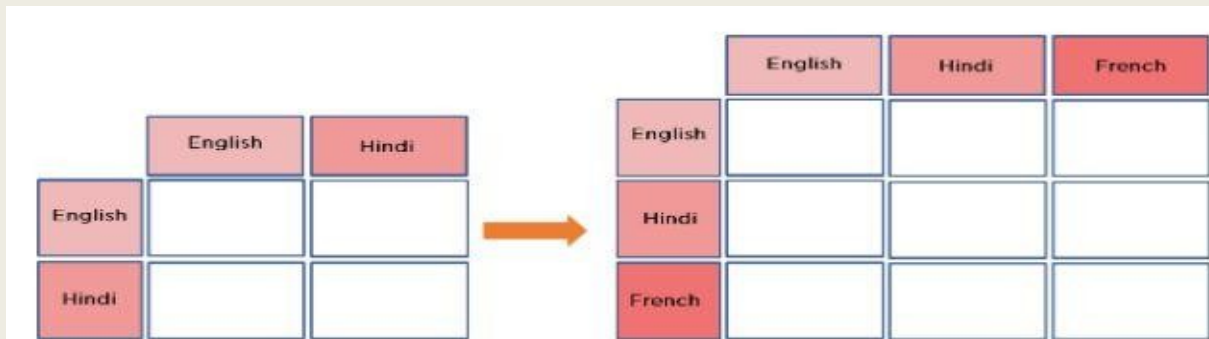 English Hindi French
English
English Hindi
Hindi
English
Hindi
French